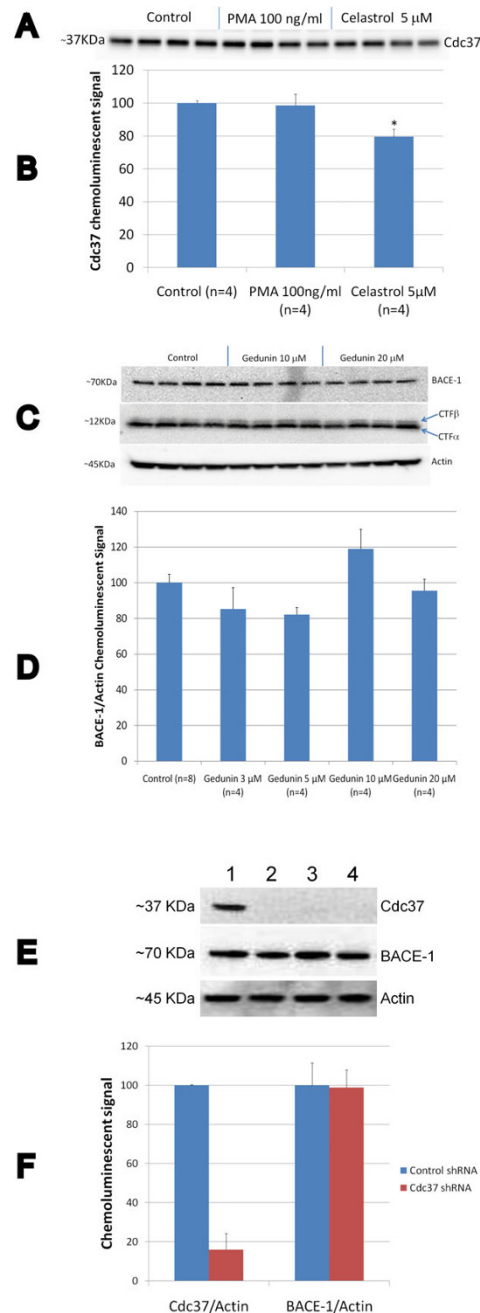 A
Control
PMA 100 ng/ml
Celastrol 5 µM
~37KDa
Cdc37
B
Cdc37 chemoluminescent signal
120
100
80
60
40
20
0
*
Control (n=4)
PMA 100ng/ml
(n=4)
Celastrol 5µM
(n=4)
C
Control
Gedunin 10 µM
Gedunin 20 µM
~70KDa
BACE-1
~12KDa
CTFβ
CTFα
~45KDa
Actin
D
BACE-1/Actin Chemoluminescent Signal
140
120
100
80
60
40
20
0
Control (n=8)
Gedunin 3 µM
(n=4)
Gedunin 5 µM
(n=4)
Gedunin 10 µM
(n=4)
Gedunin 20 µM
(n=4)
E
1 2 3 4
~37 KDa
Cdc37
~70 KDa
BACE-1
~45 KDa
Actin
F
Chemoluminescent signal
120
100
80
60
40
20
0
Control shRNA
Cdc37 shRNA
Cdc37/Actin
BACE-1/Actin